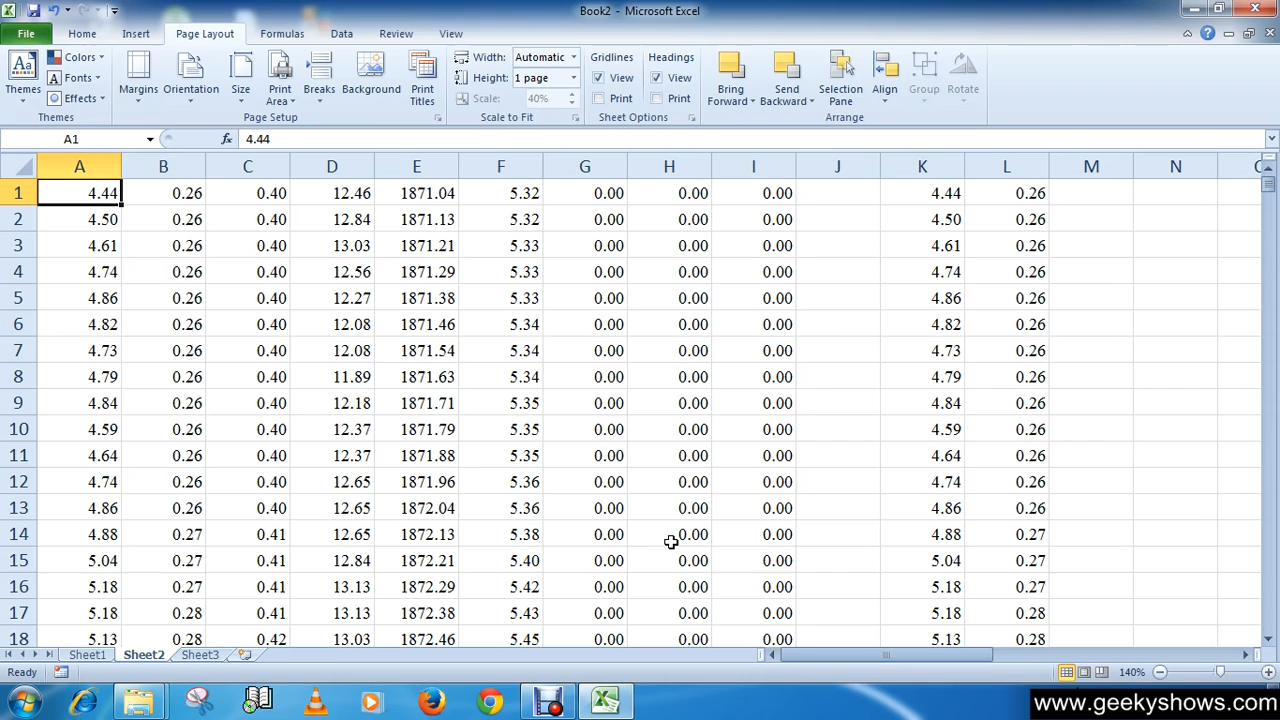 Book2 - Microsoft Excel
File Home Insert Page Layout Formulas Data Review View
Themes Colors Fonts Effects Themes
Margins Orientation Size Print Area Breaks Background Print Titles Page Setup
Width: Automatic Height: 1 page Scale: 40% Scale to Fit
Gridlines View Print Headings View Print Sheet Options
Bring Forward Send Backward Selection Pane Align Group Rotate Arrange
A1 fx 4.44
A B C D E F G H I J K L M N
1 4.44 0.26 0.40 12.46 1871.04 5.32 0.00 0.00 0.00 4.44 0.26
2 4.50 0.26 0.40 12.84 1871.13 5.32 0.00 0.00 0.00 4.50 0.26
3 4.61 0.26 0.40 13.03 1871.21 5.33 0.00 0.00 0.00 4.61 0.26
4 4.74 0.26 0.40 12.56 1871.29 5.33 0.00 0.00 0.00 4.74 0.26
5 4.86 0.26 0.40 12.27 1871.38 5.33 0.00 0.00 0.00 4.86 0.26
6 4.82 0.26 0.40 12.08 1871.46 5.34 0.00 0.00 0.00 4.82 0.26
7 4.73 0.26 0.40 12.08 1871.54 5.34 0.00 0.00 0.00 4.73 0.26
8 4.79 0.26 0.40 11.89 1871.63 5.34 0.00 0.00 0.00 4.79 0.26
9 4.84 0.26 0.40 12.18 1871.71 5.35 0.00 0.00 0.00 4.84 0.26
10 4.59 0.26 0.40 12.37 1871.79 5.35 0.00 0.00 0.00 4.59 0.26
11 4.64 0.26 0.40 12.37 1871.88 5.35 0.00 0.00 0.00 4.64 0.26
12 4.74 0.26 0.40 12.65 1871.96 5.36 0.00 0.00 0.00 4.74 0.26
13 4.86 0.26 0.40 12.65 1872.04 5.36 0.00 0.00 0.00 4.86 0.26
14 4.88 0.27 0.41 12.65 1872.13 5.38 0.00 0.00 0.00 4.88 0.27
15 5.04 0.27 0.41 12.84 1872.21 5.40 0.00 0.00 0.00 5.04 0.27
16 5.18 0.27 0.41 13.13 1872.29 5.42 0.00 0.00 0.00 5.18 0.27
17 5.18 0.28 0.41 13.13 1872.38 5.43 0.00 0.00 0.00 5.18 0.28
18 5.13 0.28 0.42 13.03 1872.46 5.45 0.00 0.00 0.00 5.13 0.28
Sheet1 Sheet2 Sheet3
Ready 140%
www.geekyshows.com